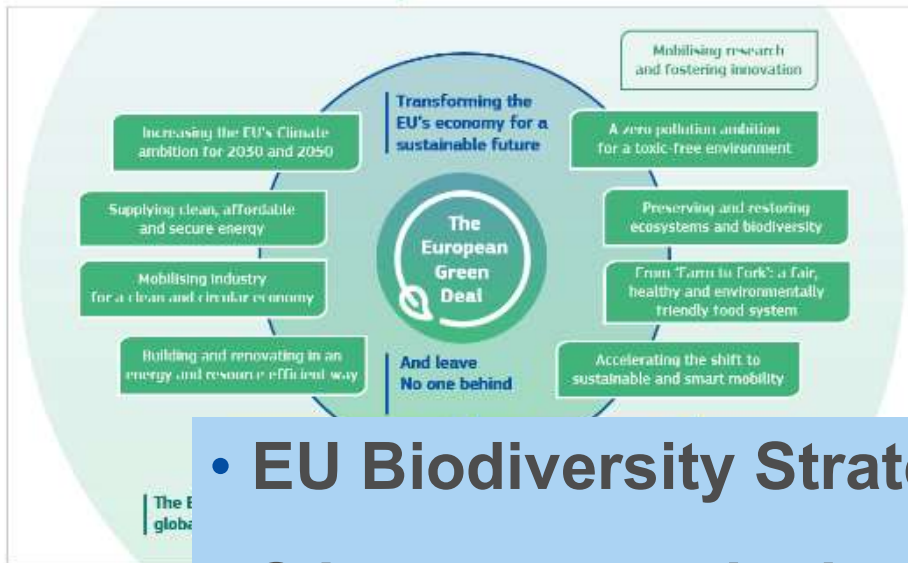 Mobilising research
and fostering innovation
Transforming the
EU's economy for a
sustainable future
Increasing the EU's Climate
ambition for 2030 and 2050
A zero pollution ambition
for a toxic-free environment
Supplying clean, affordable
and secure energy
The
European
Green
Deal
Preserving and restoring
ecosystems and biodiversity
Mobilising industry
for a clean and circular economy
From 'Farm to Fork': a fair,
healthy and environmentally
friendly food system
Building and renovating in an
energy and resource efficient way
And leave
No one behind
Accelerating the shift to
sustainable and smart mobility
• EU Biodiversity Strat
The